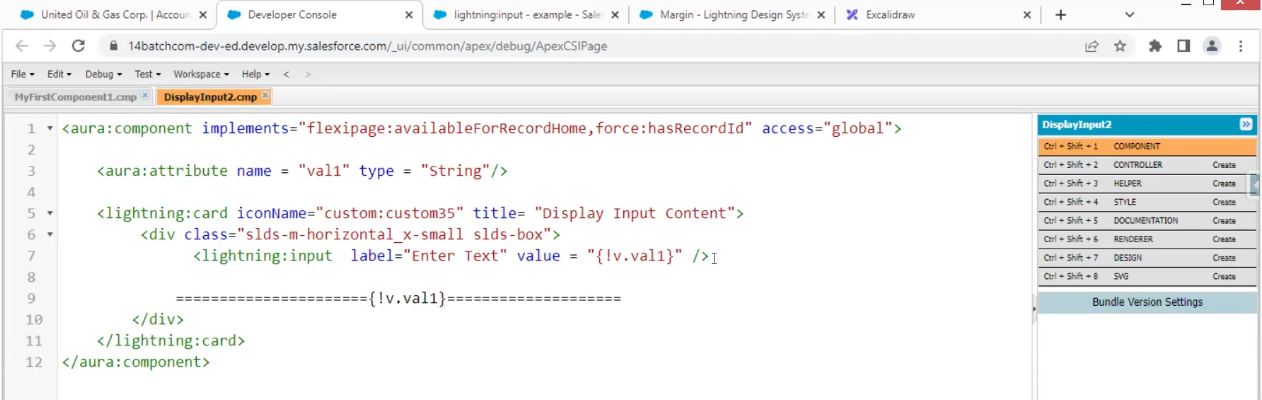 United Oil & Gas Corp. | Accoun
Developer Console
lightning:input - example - Sales
Margin - Lightning Design Syste
Excalidraw
14batchcom-dev-ed.develop.my.salesforce.com/_ui/common/apex/debug/ApexCSIPage
File Edit Debug Test Workspace Help < >
MyFirstComponent1.cmp DisplayInput2.cmp
1 <aura:component implements="flexipage:availableForRecordHome,force:hasRecordId" access="global">
2
3 <aura:attribute name = "val1" type = "String"/>
4
5 <lightning:card iconName="custom:custom35" title= "Display Input Content">
6 <div class="slds-m-horizontal_x-small slds-box">
7 <lightning:input label="Enter Text" value = "{!v.val1}" />
8
9 ======================{!v.val1}====================
10 </div>
11 </lightning:card>
12 </aura:component>
DisplayInput2
Ctrl + Shift + 1 COMPONENT
Ctrl + Shift + 2 CONTROLLER Create
Ctrl + Shift + 3 HELPER Create
Ctrl + Shift + 4 STYLE Create
Ctrl + Shift + 5 DOCUMENTATION Create
Ctrl + Shift + 6 RENDERER Create
Ctrl + Shift + 7 DESIGN Create
Ctrl + Shift + 8 SVG Create
Bundle Version Settings